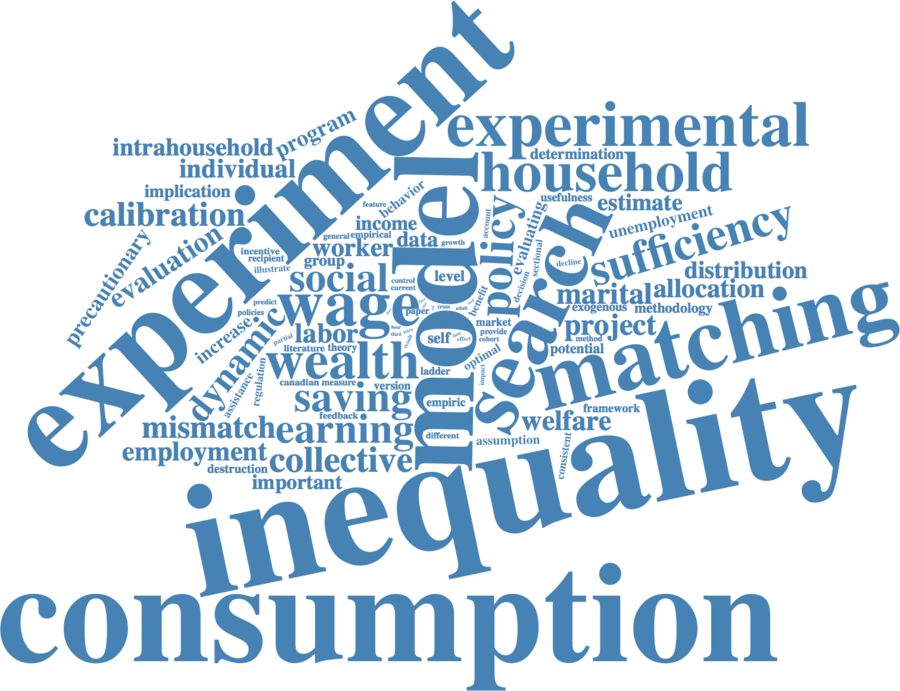 experiment
experimental
program
intrahousehold
determination
individual
household
implication
behavior
usefulness
estimate
feature
calibration
model
account
income
unemployment
general
empirical
policy
evaluating
search
sufficiency
evaluation
worker
data
growth
sectional
precautionary
incentive
recipient
group
illustrate
decline
distribution
social
control
current
level
decision
marital
allocation
predict
wage
benefit
exogenous
methodology
policies
paper
cross
adult
increase
dynamic
labor
partial
market
provide
cohort
project
matching
self
effect
method
literature
theory
potential
wealth
optimal
ladder
regulation
assistance
canadian
measure
version
impact
saving
empiric
feedback
framework
mismatch
earning
different
welfare
assumption
employment
collective
consistent
destruction
important
inequality
consumption